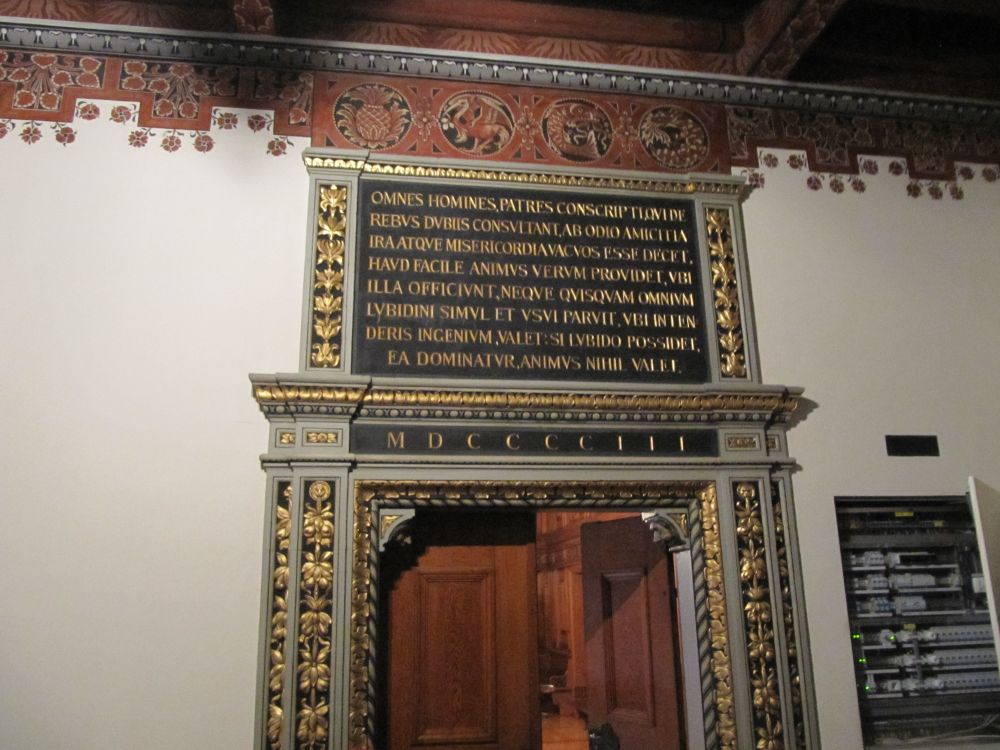 OMNES HOMINES, PATRES CONSCRIPTI, QVI DE
REBVS DVBIIS CONSVLTANT, AB ODIO AMICITIA
IRA ATQVE MISERICORDIA VACVOS ESSE DECET.
HAVD FACILE ANIMVS VERVM PROVIDET, VBI
ILLA OFFICIVNT, NEQVE QVISQVAM OMNIVM
LVBIDINI SIMVL ET VSVI PARVIT. VBI INTEN
DERIS INGENIVM, VALET: SI LVBIDO POSSIDET,
EA DOMINATVR, ANIMVS NIHIL VALET.
M D C C C C I I I